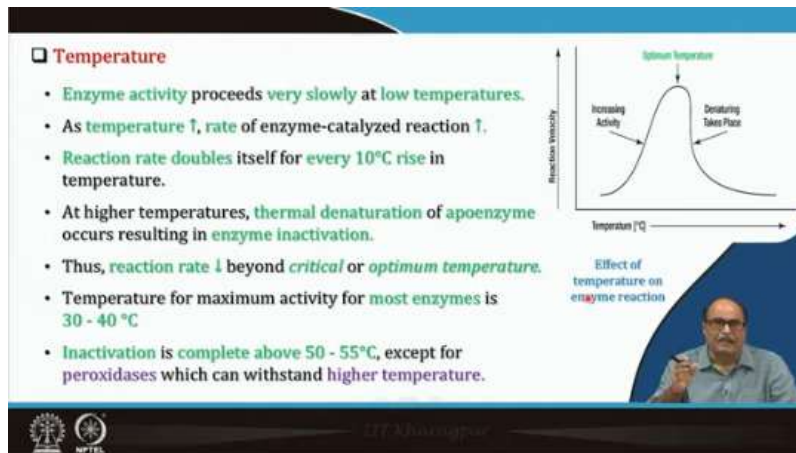 Temperature
• Enzyme activity proceeds very slowly at low temperatures.
• As temperature ↑, rate of enzyme-catalyzed reaction ↑.
• Reaction rate doubles itself for every 10°C rise in
temperature.
• At higher temperatures, thermal denaturation of apoenzyme
occurs resulting in enzyme inactivation.
• Thus, reaction rate ↓ beyond critical or optimum temperature.
• Temperature for maximum activity for most enzymes is
30 - 40 °C
• Inactivation is complete above 50 - 55°C, except for
peroxidases which can withstand higher temperature.
Optimum Temperature
Increasing
Activity
Denaturing
Takes Place
Reaction Velocity
Temperature [°C]
Effect of
temperature on
enzyme reaction
NPTEL
IIT Kharagpur